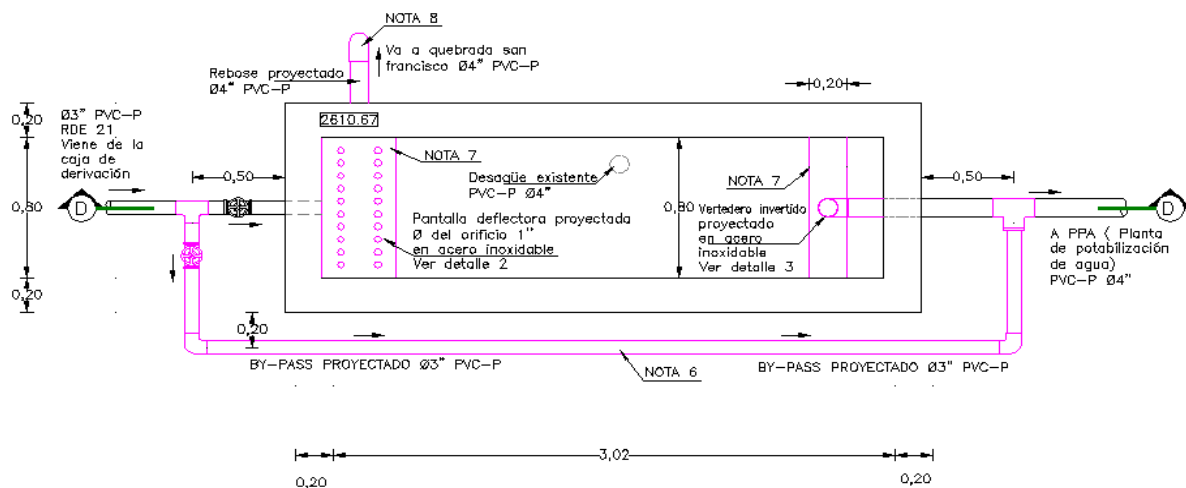 NOTA 8
Va a quebrada san
francisco Ø4" PVC-P
Rebose proyectado
Ø4" PVC-P
0,20
0,20
Ø3" PVC-P
RDE 21
Viene de la
caja de
derivación
2610.67
NOTA 7
Desagüe existente
PVC-P Ø4"
NOTA 7
0,50
0,50
D
0,80
0,80
D
Pantalla deflectora proyectada
Ø del orificio 1"
en acero inoxidable
Ver detalle 2
Vertedero invertido
proyectado
en acero
inoxidable
Ver detalle 3
A PPA ( Planta
de potabilización
de agua)
PVC-P Ø4"
0,20
0,20
BY-PASS PROYECTADO Ø3" PVC-P
NOTA 6
BY-PASS PROYECTADO Ø3" PVC-P
3,02
0,20
0,20